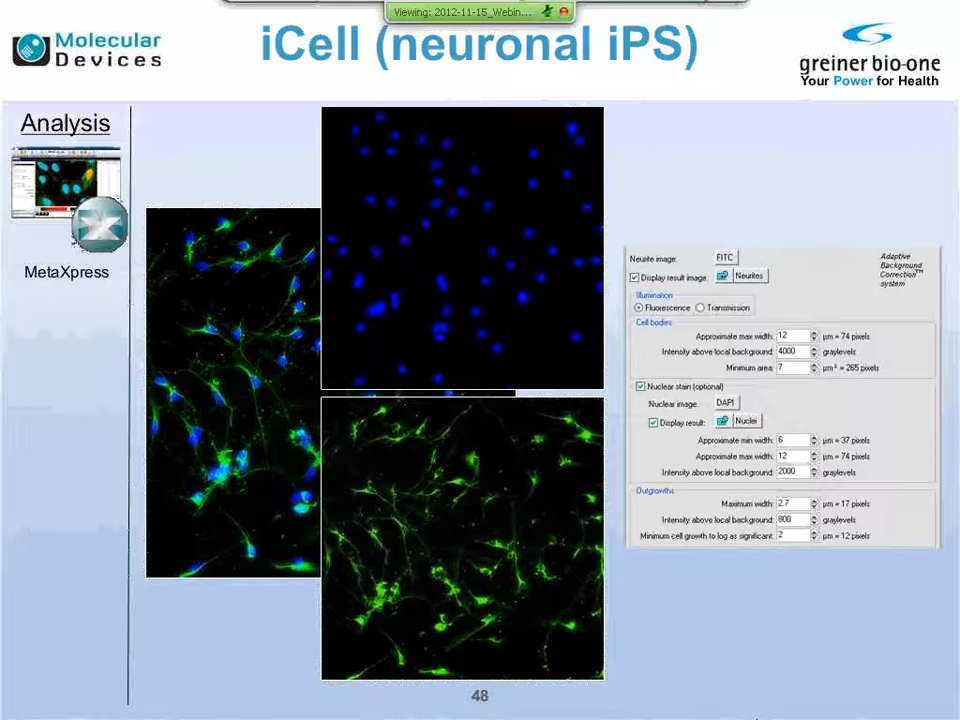 Viewing: 2012-11-15_Webin...
Molecular
Devices
iCell (neuronal iPS)
greiner bio-one
Your Power for Health
Analysis
MetaXpress
Neurite image: FITC
Display result image: Neurites
Adaptive
Background
Correction™
system
Illumination
Fluorescence Transmission
Cell bodies
Approximate max width: 12 µm = 74 pixels
Intensity above local background: 4000 graylevels
Minimum area: 7 µm² = 265 pixels
Nuclear stain (optional)
Nuclear image: DAPI
Display result: Nuclei
Approximate min width: 6 µm = 37 pixels
Approximate max width: 12 µm = 74 pixels
Intensity above local background: 2000 graylevels
Outgrowths
Maximum width: 2.7 µm = 17 pixels
Intensity above local background: 800 graylevels
Minimum cell growth to log as significant: 2 µm = 12 pixels
48